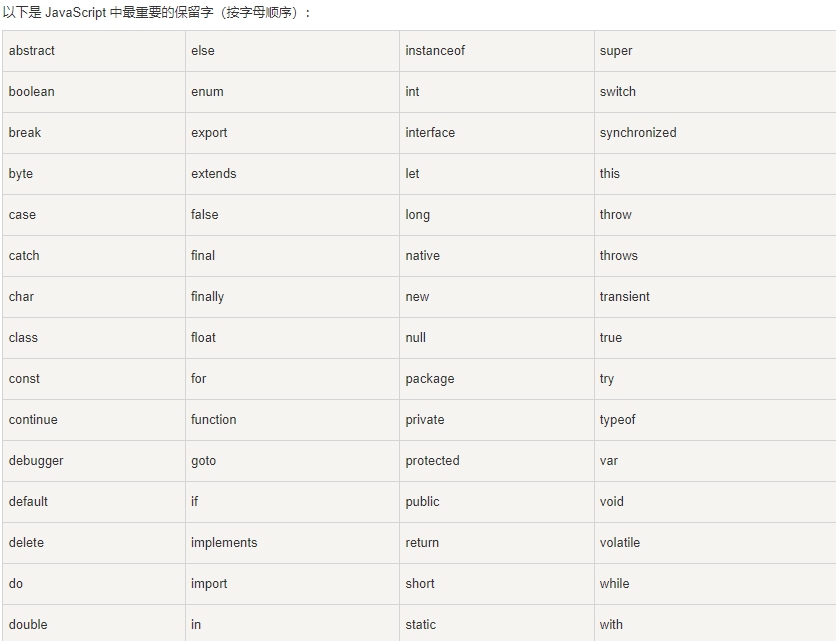 以下是 JavaScript 中最重要的保留字（按字母顺序）：
abstract else instanceof super
boolean enum int switch
break export interface synchronized
byte extends let this
case false long throw
catch final native throws
char finally new transient
class float null true
const for package try
continue function private typeof
debugger goto protected var
default if public void
delete implements return volatile
do import short while
double in static with